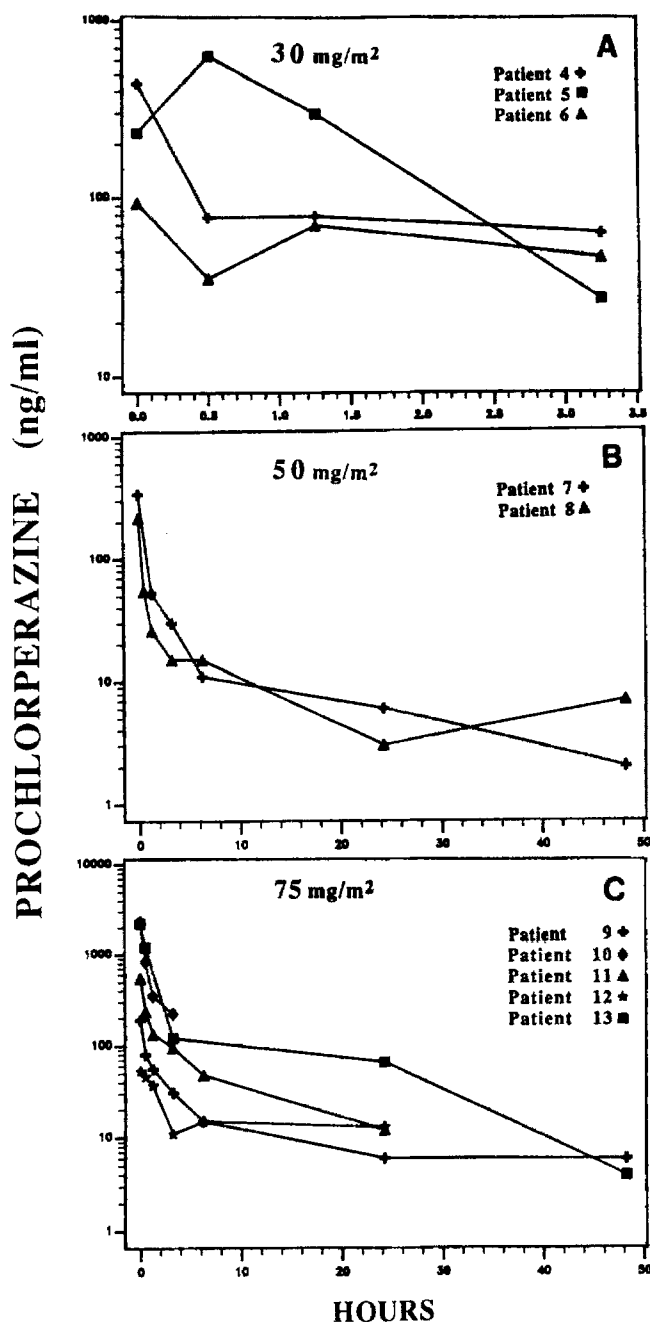 PROCHLORPERAZINE (ng/ml)
1000
100
10
30 mg/m²
A
Patient 4
Patient 5
Patient 6
0.0 0.5 1.0 1.5 2.0 2.5 3.0 3.5
1000
100
10
1
50 mg/m²
B
Patient 7
Patient 8
0 10 20 30 40 50
10000
1000
100
10
1
75 mg/m²
C
Patient 9
Patient 10
Patient 11
Patient 12
Patient 13
0 10 20 30 40 50
HOURS